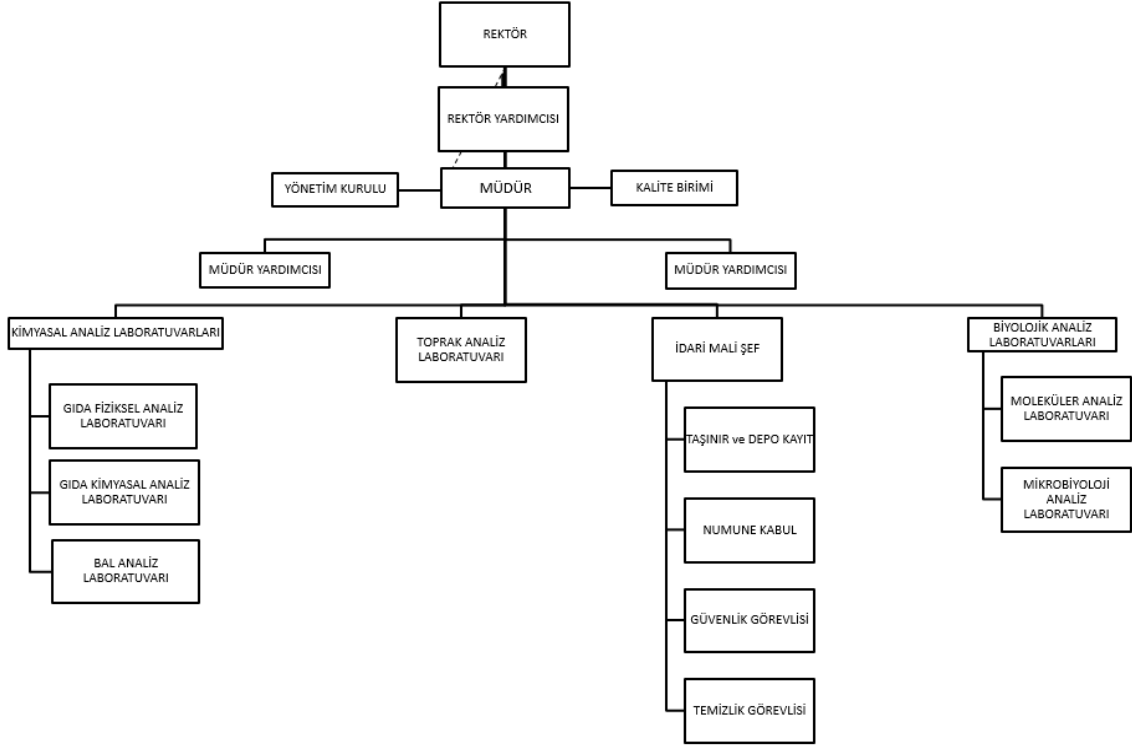 REKTÖR
REKTÖR YARDIMCISI
YÖNETİM KURULU
MÜDÜR
KALİTE BİRİMİ
MÜDÜR YARDIMCISI
MÜDÜR YARDIMCISI
KİMYASAL ANALİZ LABORATUVARLARI
GIDA FİZİKSEL ANALİZ
LABORATUVARI
GIDA KİMYASAL ANALİZ
LABORATUVARI
BAL ANALİZ
LABORATUVARI
TOPRAK ANALİZ
LABORATUVARI
İDARİ MALİ ŞEF
TAŞINIR ve DEPO KAYIT
NUMUNE KABUL
GÜVENLİK GÖREVLİSİ
TEMİZLİK GÖREVLİSİ
BİYOLOJİK ANALİZ
LABORATUVARLARI
MOLEKÜLER ANALİZ
LABORATUVARI
MİKROBİYOLOJİ
ANALİZ
LABORATUVARI